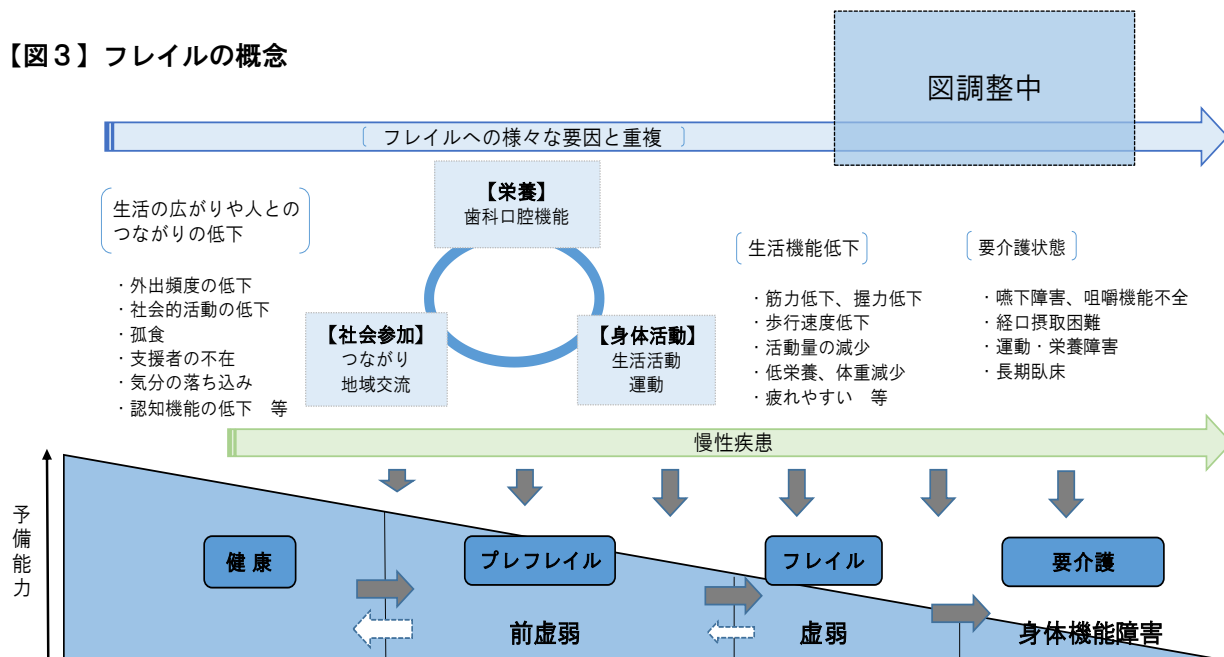 【図３】フレイルの概念
図調整中
フレイルへの様々な要因と重複
生活の広がりや人との
つながりの低下
・外出頻度の低下
・社会的活動の低下
・孤食
・支援者の不在
・気分の落ち込み
・認知機能の低下　等
【栄養】
歯科口腔機能
【社会参加】
つながり
地域交流
【身体活動】
生活活動
運動
生活機能低下
・筋力低下、握力低下
・歩行速度低下
・活動量の減少
・低栄養、体重減少
・疲れやすい　等
要介護状態
・嚥下障害、咀嚼機能不全
・経口摂取困難
・運動・栄養障害
・長期臥床
慢性疾患
予備能力
健 康
プレフレイル
フレイル
要介護
前虚弱
虚弱
身体機能障害